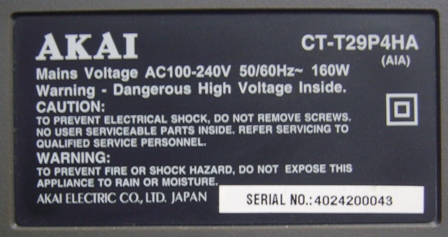 AKAI
CT-T29P4HA
(AIA)
Mains Voltage AC100-240V 50/60Hz~ 160W
Warning - Dangerous High Voltage Inside.
CAUTION:
TO PREVENT ELECTRICAL SHOCK, DO NOT REMOVE SCREWS.
NO USER SERVICEABLE PARTS INSIDE. REFER SERVICING TO
QUALIFIED SERVICE PERSONNEL.
WARNING:
TO PREVENT FIRE OR SHOCK HAZARD, DO NOT EXPOSE THIS
APPLIANCE TO RAIN OR MOISTURE.
AKAI ELECTRIC CO., LTD. JAPAN
SERIAL NO.: 4024200043